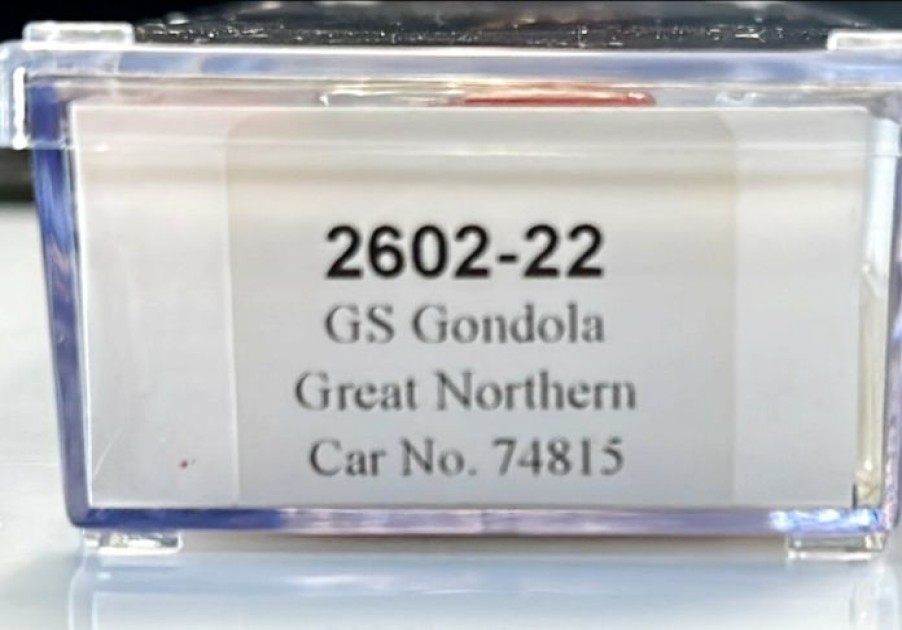 2602-22
GS Gondola
Great Northern
Car No. 74815